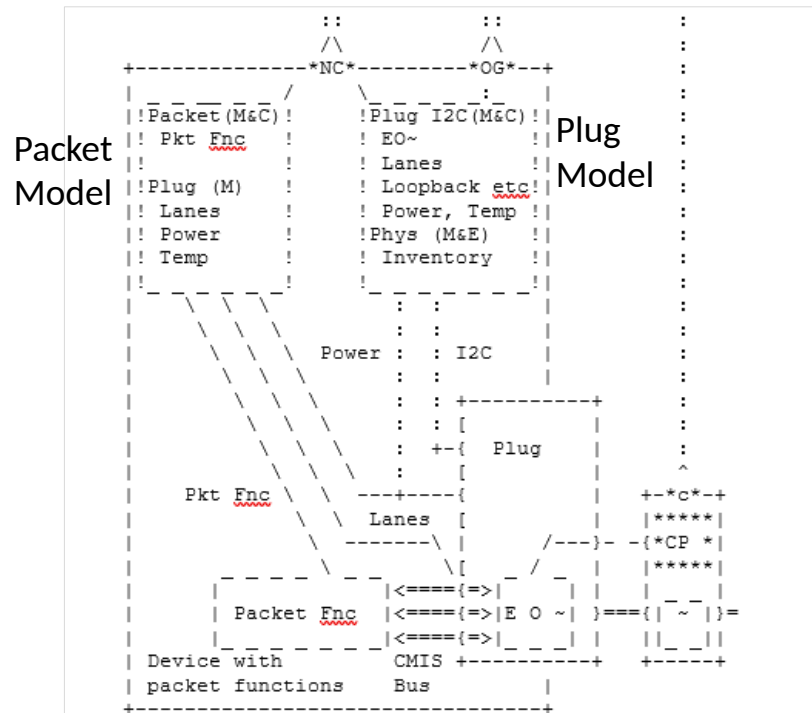 :: :: :
/\ /\ :
+--------------*NC*---------*OG*--+ :
| _ _ __ _ _ / \ _ _ _ _ :_ | :
|!Packet(M&C)! !Plug I2C(M&C)!| :
|! Pkt Fnc ! ! EO~ !| :
|! ! ! Lanes !| :
|!Plug (M) ! ! Loopback etc!| :
|! Lanes ! ! Power, Temp !| :
|! Power ! !Phys (M&E) !| :
|! Temp ! ! Inventory !| :
|!_ _ _ _ _ _! !_ _ _ _ _ _ _!| :
Packet
Model
Plug
Model
| \ \ \ : : | :
| \ \ \ : : | :
| \ \ \ Power : : I2C | :
| \ \ \ : : | :
| \ \ \ : : +----------+ :
| \ \ \ : : [ | :
| \ \ \ : +-{ Plug | :
| \ \ \ : [ | ^
| Pkt Fnc \ \ ---+----{ | +-*c*-+
| \ \ Lanes [ | |*****|
| \ -------\ | /---}- -{*CP *|
| _ _ _ _ \ _ _ \[ _ / _ | |*****|
| | |<===={=>| | | | _ _ |
| | Packet Fnc |<===={=>|E O ~| }==={| ~ |}=
| |_ _ _ _ _ _ _|<===={=>|_ _ _| | ||_ _||
| Device with CMIS +----------+ +-----+
| packet functions Bus |
+----------------------------------+